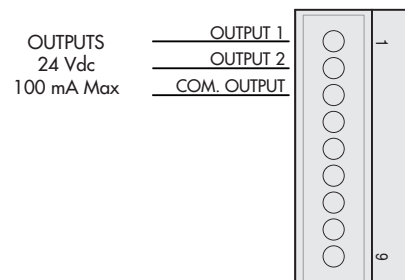 OUTPUTS
24 Vdc
100 mA Max
OUTPUT 1
OUTPUT 2
COM. OUTPUT
1
9